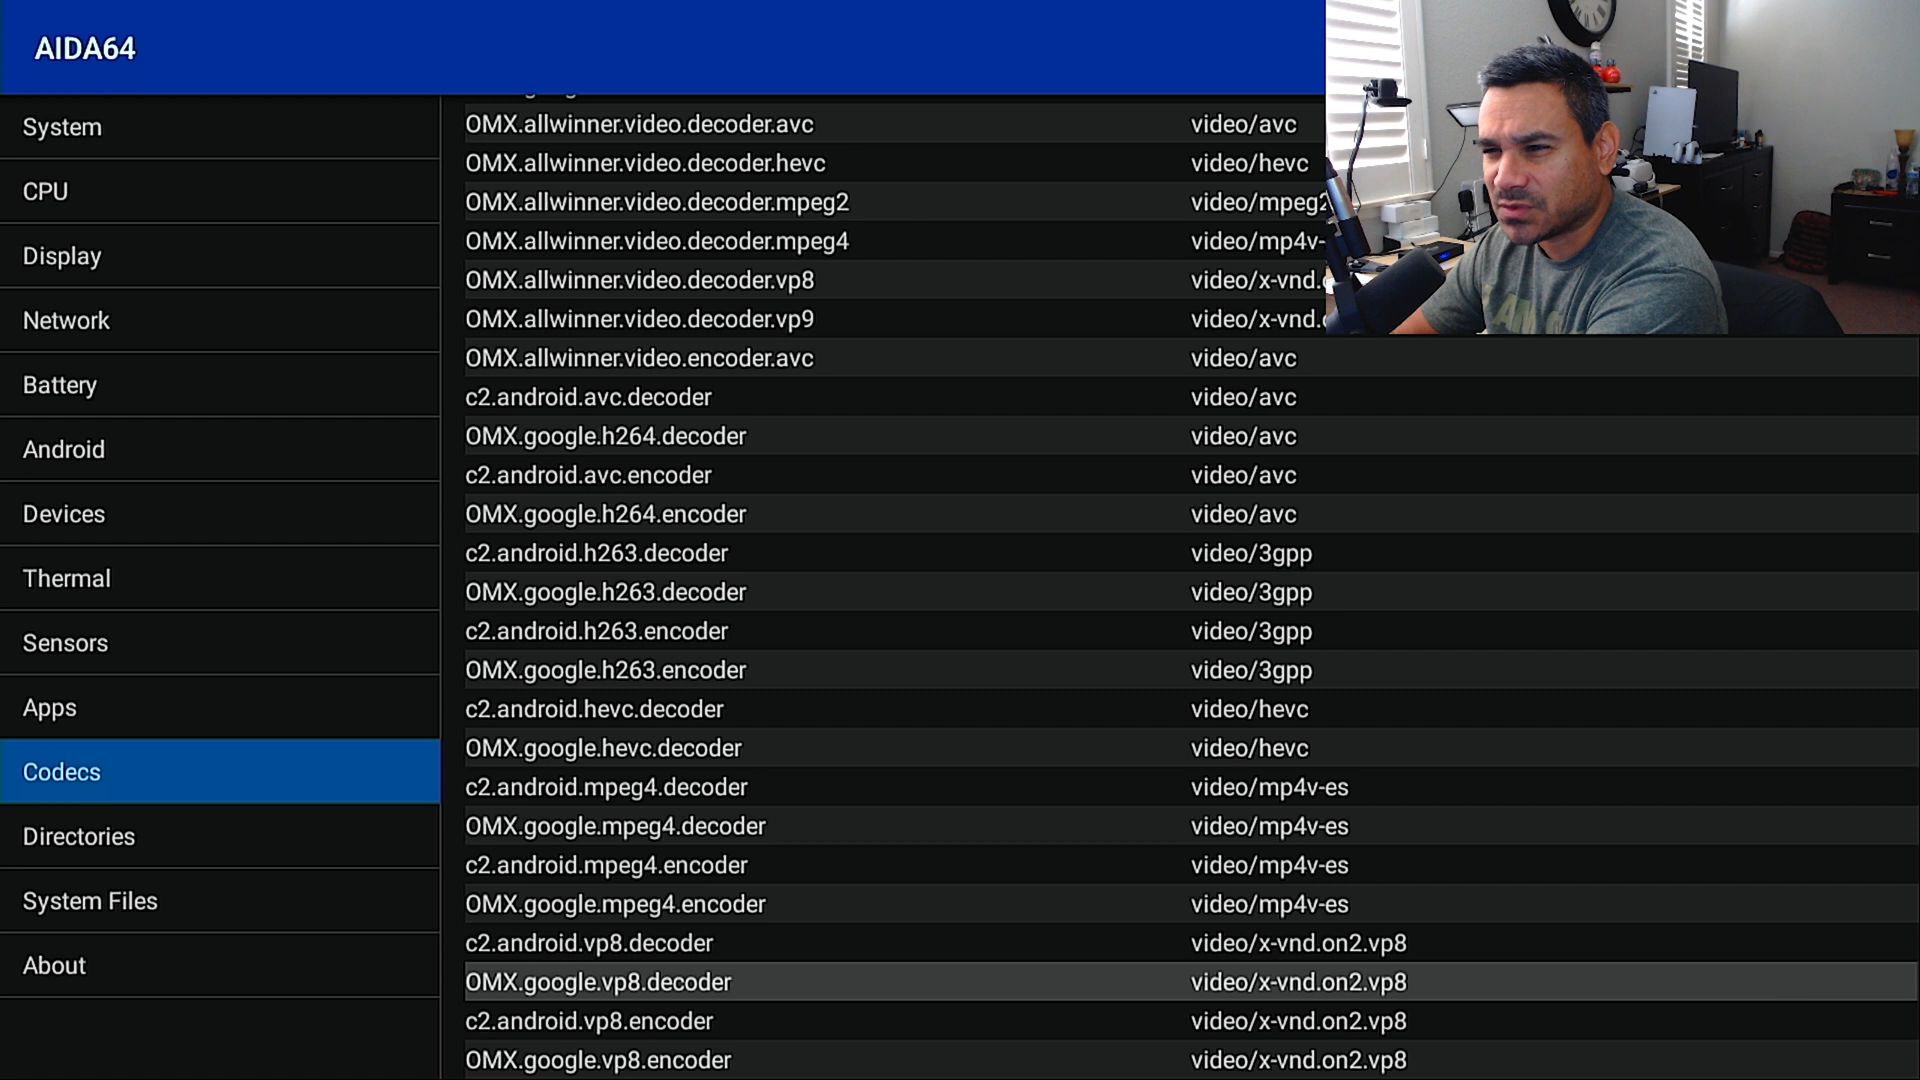 AIDA64
System
CPU
Display
Network
Battery
Android
Devices
Thermal
Sensors
Apps
Codecs
Directories
System Files
About
OMX.allwinner.video.decoder.avc video/avc
OMX.allwinner.video.decoder.hevc video/hevc
OMX.allwinner.video.decoder.mpeg2 video/mpeg2
OMX.allwinner.video.decoder.mpeg4 video/mp4v-
OMX.allwinner.video.decoder.vp8 video/x-vnd.
OMX.allwinner.video.decoder.vp9 video/x-vnd.
OMX.allwinner.video.encoder.avc video/avc
c2.android.avc.decoder video/avc
OMX.google.h264.decoder video/avc
c2.android.avc.encoder video/avc
OMX.google.h264.encoder video/avc
c2.android.h263.decoder video/3gpp
OMX.google.h263.decoder video/3gpp
c2.android.h263.encoder video/3gpp
OMX.google.h263.encoder video/3gpp
c2.android.hevc.decoder video/hevc
OMX.google.hevc.decoder video/hevc
c2.android.mpeg4.decoder video/mp4v-es
OMX.google.mpeg4.decoder video/mp4v-es
c2.android.mpeg4.encoder video/mp4v-es
OMX.google.mpeg4.encoder video/mp4v-es
c2.android.vp8.decoder video/x-vnd.on2.vp8
OMX.google.vp8.decoder video/x-vnd.on2.vp8
c2.android.vp8.encoder video/x-vnd.on2.vp8
OMX.google.vp8.encoder video/x-vnd.on2.vp8